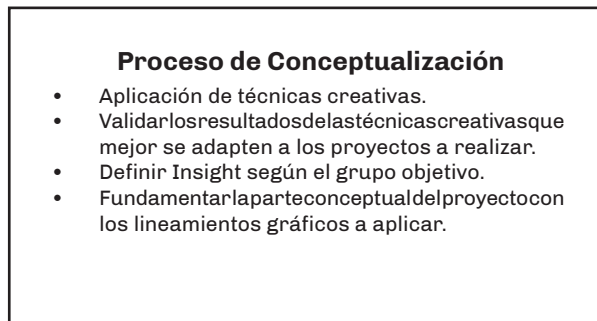 Proceso de Conceptualización
• Aplicación de técnicas creativas.
• Validarlosresultadosdelastécnicascreativasque
mejor se adapten a los proyectos a realizar.
• Definir Insight según el grupo objetivo.
• Fundamentarlaparteconceptualdelproyectocon
los lineamientos gráficos a aplicar.